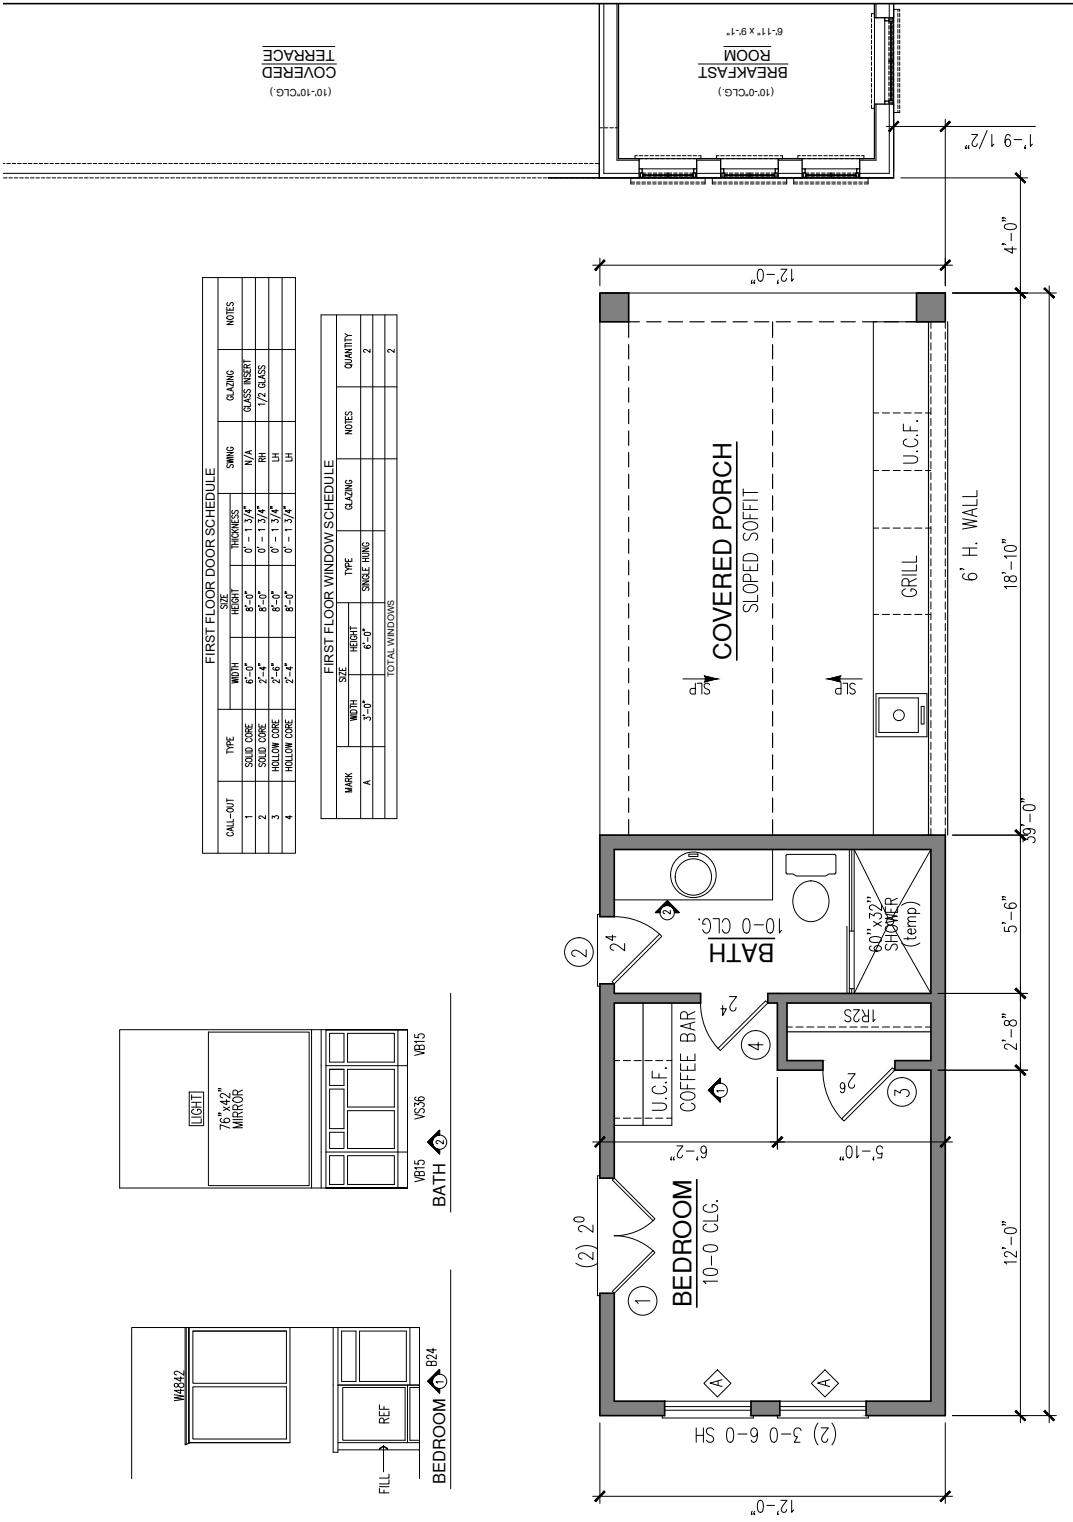 COVERED
TERRACE
(10'-10"CLG.)
BREAKFAST
ROOM
6'-11" x 9'-1"
(10'-0"CLG.)
1'-9 1/2"
4'-0"
12'-0"
FIRST FLOOR DOOR SCHEDULE
CALL-OUT TYPE SIZE SWING GLAZING NOTES
WIDTH HEIGHT THICKNESS
1 SOLID CORE 6'-0" 8'-0" 0' - 1 3/4" N/A GLASS INSERT
2 SOLID CORE 2'-4" 8'-0" 0' - 1 3/4" RH 1/2 GLASS
3 HOLLOW CORE 2'-6" 8'-0" 0' - 1 3/4" LH
4 HOLLOW CORE 2'-4" 8'-0" 0' - 1 3/4" LH
FIRST FLOOR WINDOW SCHEDULE
MARK SIZE TYPE GLAZING NOTES QUANTITY
WIDTH HEIGHT
A 3'-0" 6'-0" SINGLE HUNG 2
TOTAL WINDOWS 2
COVERED PORCH
SLOPED SOFFIT
SLP
SLP
U.C.F.
GRILL
6' H. WALL
18'-10"
39'-0"
5'-6"
2'-8"
12'-0"
2
2⁴
2
BATH
10-0 CLG.
60"x32"
SHOWER
(temp)
2⁴
4
1R2S
2⁶
3
U.C.F.
COFFEE BAR
1
6'-2"
5'-10"
(2) 2⁰
1
BEDROOM
10-0 CLG.
A
A
(2) 3-0 6-0 SH
12'-0"
LIGHT
76"x42"
MIRROR
VB15 VS36 VB15
BATH 2
W4842
REF
FILL
B24
BEDROOM 1